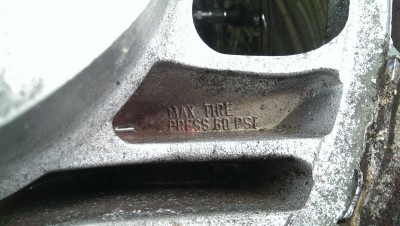 MAX TIRE
PRESS 60 PSI